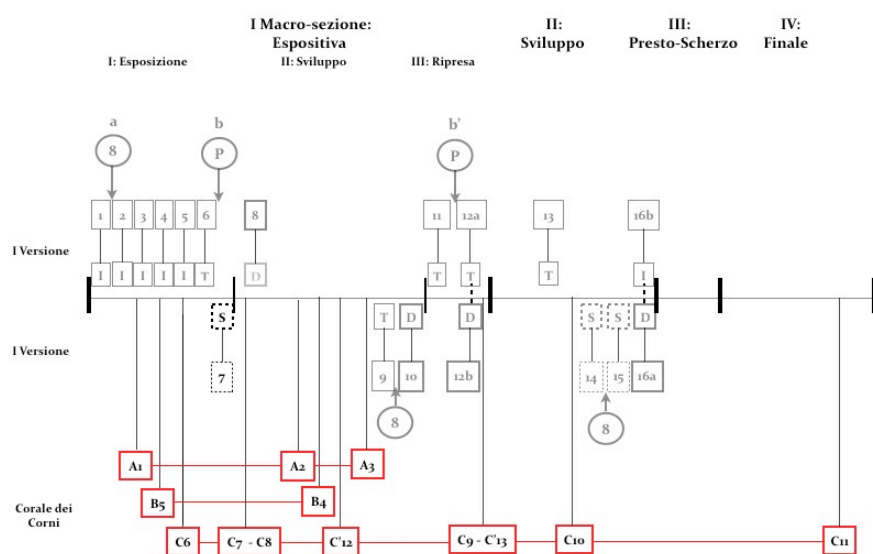 I Macro-sezione:
Espositiva
II:
Sviluppo
III:
Presto-Scherzo
IV:
Finale
I: Esposizione
II: Sviluppo
III: Ripresa
a
b
b'
8
P
P
1 2 3 4 5 6 8 11 12a 13 16b
I Versione
I I I I I T D T T T I
S T D D S S D
I Versione
7 9 10 12b 14 15 16a
8
8
A1 A2 A3
B5 B4
Corale dei
Corni
C6 C7 - C8 C'12 C9 - C'13 C10 C11